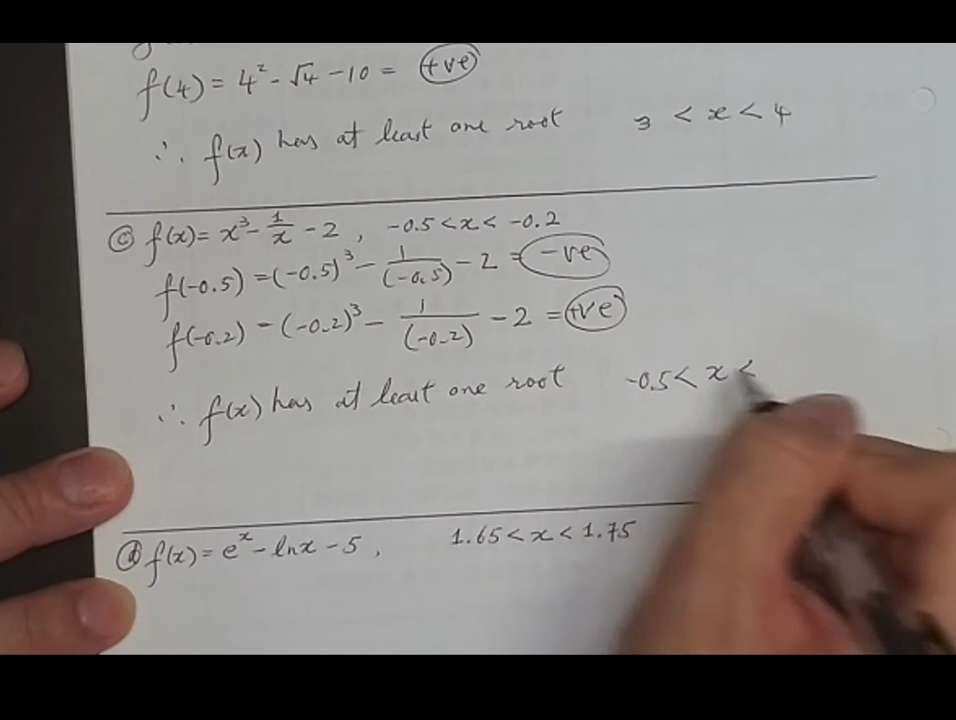 f(4) = 4² - √4 - 10 = +ve
∴ f(x) has at least one root 3 < x < 4
ⓒ f(x) = x³ - 1/x - 2 , -0.5 < x < -0.2
f(-0.5) = (-0.5)³ - 1/(-0.5) - 2 = -ve
f(-0.2) = (-0.2)³ - 1/(-0.2) - 2 = +ve
∴ f(x) has at least one root -0.5 < x <
ⓓ f(x) = eˣ - lnx - 5 , 1.65 < x < 1.75